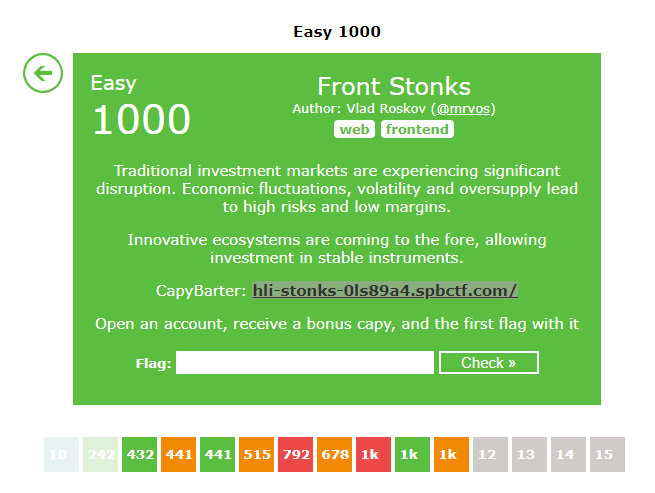 Easy 1000
Easy
1000
Front Stonks
Author: Vlad Roskov (@mrvos)
web frontend
Traditional investment markets are experiencing significant
disruption. Economic fluctuations, volatility and oversupply lead
to high risks and low margins.
Innovative ecosystems are coming to the fore, allowing
investment in stable instruments.
CapyBarter: hli-stonks-0ls89a4.spbctf.com/
Open an account, receive a bonus capy, and the first flag with it
Flag: Check »
10 242 432 441 441 515 792 678 1k 1k 1k 12 13 14 15